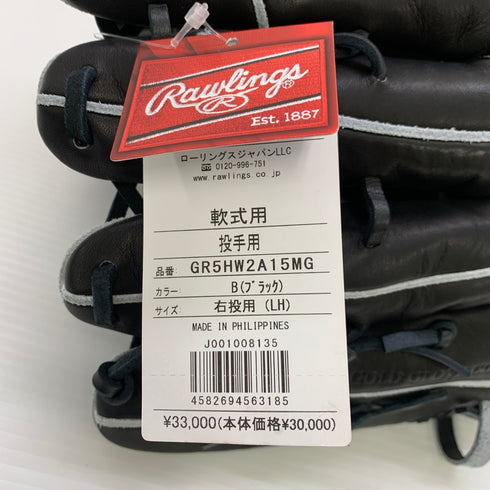 Rawlings
R
Est. 1887
ローリングスジャパンLLC
0120-996-751
www.rawlings.co.jp
軟式用
投手用
品番: GR5HW2A15MG
カラー: B(ブラック)
サイズ: 右投用 (LH)
MADE IN PHILIPPINES
J001008135
4582694563185
¥33,000(本体価格¥30,000)
GOLD GLOVE